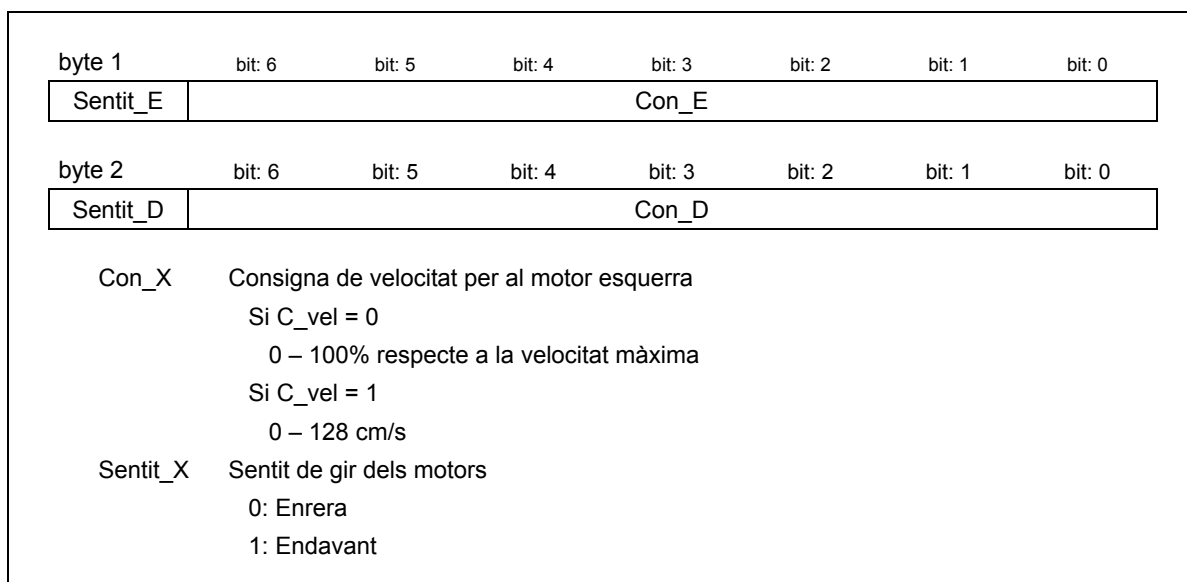 byte 1 bit: 6 bit: 5 bit: 4 bit: 3 bit: 2 bit: 1 bit: 0
Sentit_E Con_E
byte 2 bit: 6 bit: 5 bit: 4 bit: 3 bit: 2 bit: 1 bit: 0
Sentit_D Con_D
Con_X Consigna de velocitat per al motor esquerra
Si C_vel = 0
0 – 100% respecte a la velocitat màxima
Si C_vel = 1
0 – 128 cm/s
Sentit_X Sentit de gir dels motors
0: Enrera
1: Endavant